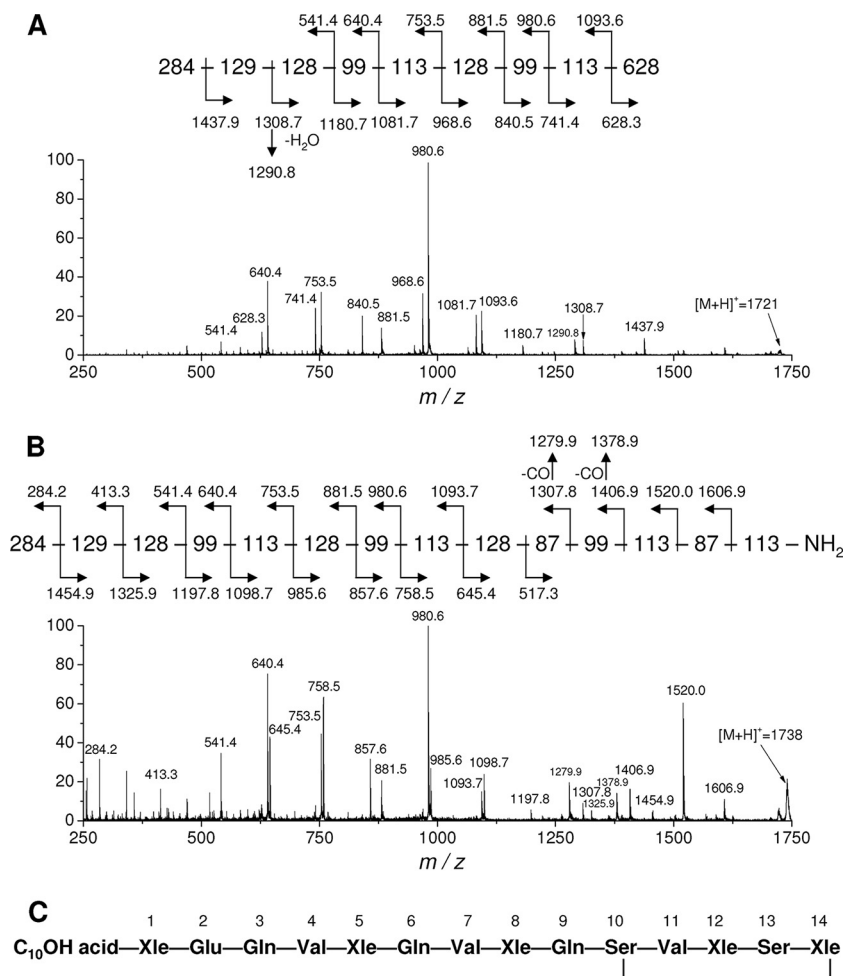 A
541.4 640.4 753.5 881.5 980.6 1093.6
284 129 128 99 113 128 99 113 628
1437.9 1308.7 1180.7 1081.7 968.6 840.5 741.4 628.3
-H2O
1290.8
100
80
60
40
20
0
980.6
640.4
753.5
741.4
628.3
541.4
968.6
840.5
881.5
1081.7
1093.6
1180.7
1290.8
1308.7
1437.9
[M+H]+=1721
250 500 750 1000 1250 1500 1750
m / z
B
1279.9 1378.9
-CO -CO
284.2 413.3 541.4 640.4 753.5 881.5 980.6 1093.7 1307.8 1406.9 1520.0 1606.9
284 129 128 99 113 128 99 113 128 87 99 113 87 113 NH2
1454.9 1325.9 1197.8 1098.7 985.6 857.6 758.5 645.4 517.3
100
80
60
40
20
0
980.6
640.4
758.5
753.5
645.4
541.4
284.2
413.3
857.6
881.5
985.6
1098.7
1093.7
1197.8
1279.9
1307.8
1325.9
1378.9
1406.9
1454.9
1520.0
1606.9
[M+H]+=1738
250 500 750 1000 1250 1500 1750
m / z
C
1 2 3 4 5 6 7 8 9 10 11 12 13 14
C10OH acid—Xle—Glu—Gln—Val—Xle—Gln—Val—Xle—Gln—Ser—Val—Xle—Ser—Xle